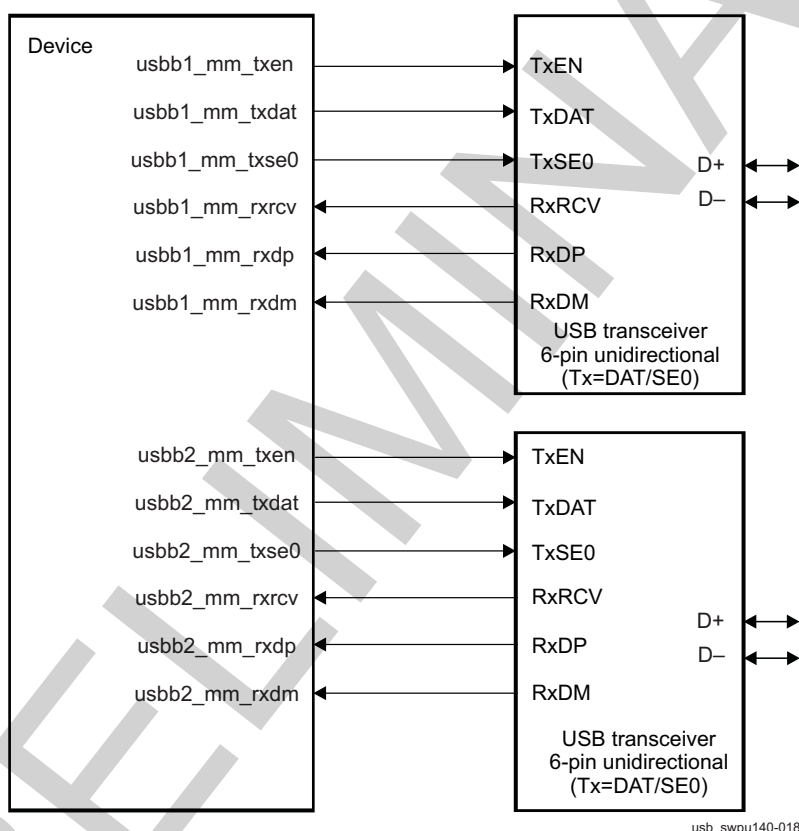 Device
usbb1_mm_txen
TxEN
usbb1_mm_txdat
TxDAT
usbb1_mm_txse0
TxSE0
D+
usbb1_mm_rxrcv
RxRCV
D–
usbb1_mm_rxdp
RxDP
usbb1_mm_rxdm
RxDM
USB transceiver
6-pin unidirectional
(Tx=DAT/SE0)
usbb2_mm_txen
TxEN
usbb2_mm_txdat
TxDAT
usbb2_mm_txse0
TxSE0
usbb2_mm_rxrcv
RxRCV
D+
usbb2_mm_rxdp
RxDP
D–
usbb2_mm_rxdm
RxDM
USB transceiver
6-pin unidirectional
(Tx=DAT/SE0)
usb_swpu140-018
ELIMINA